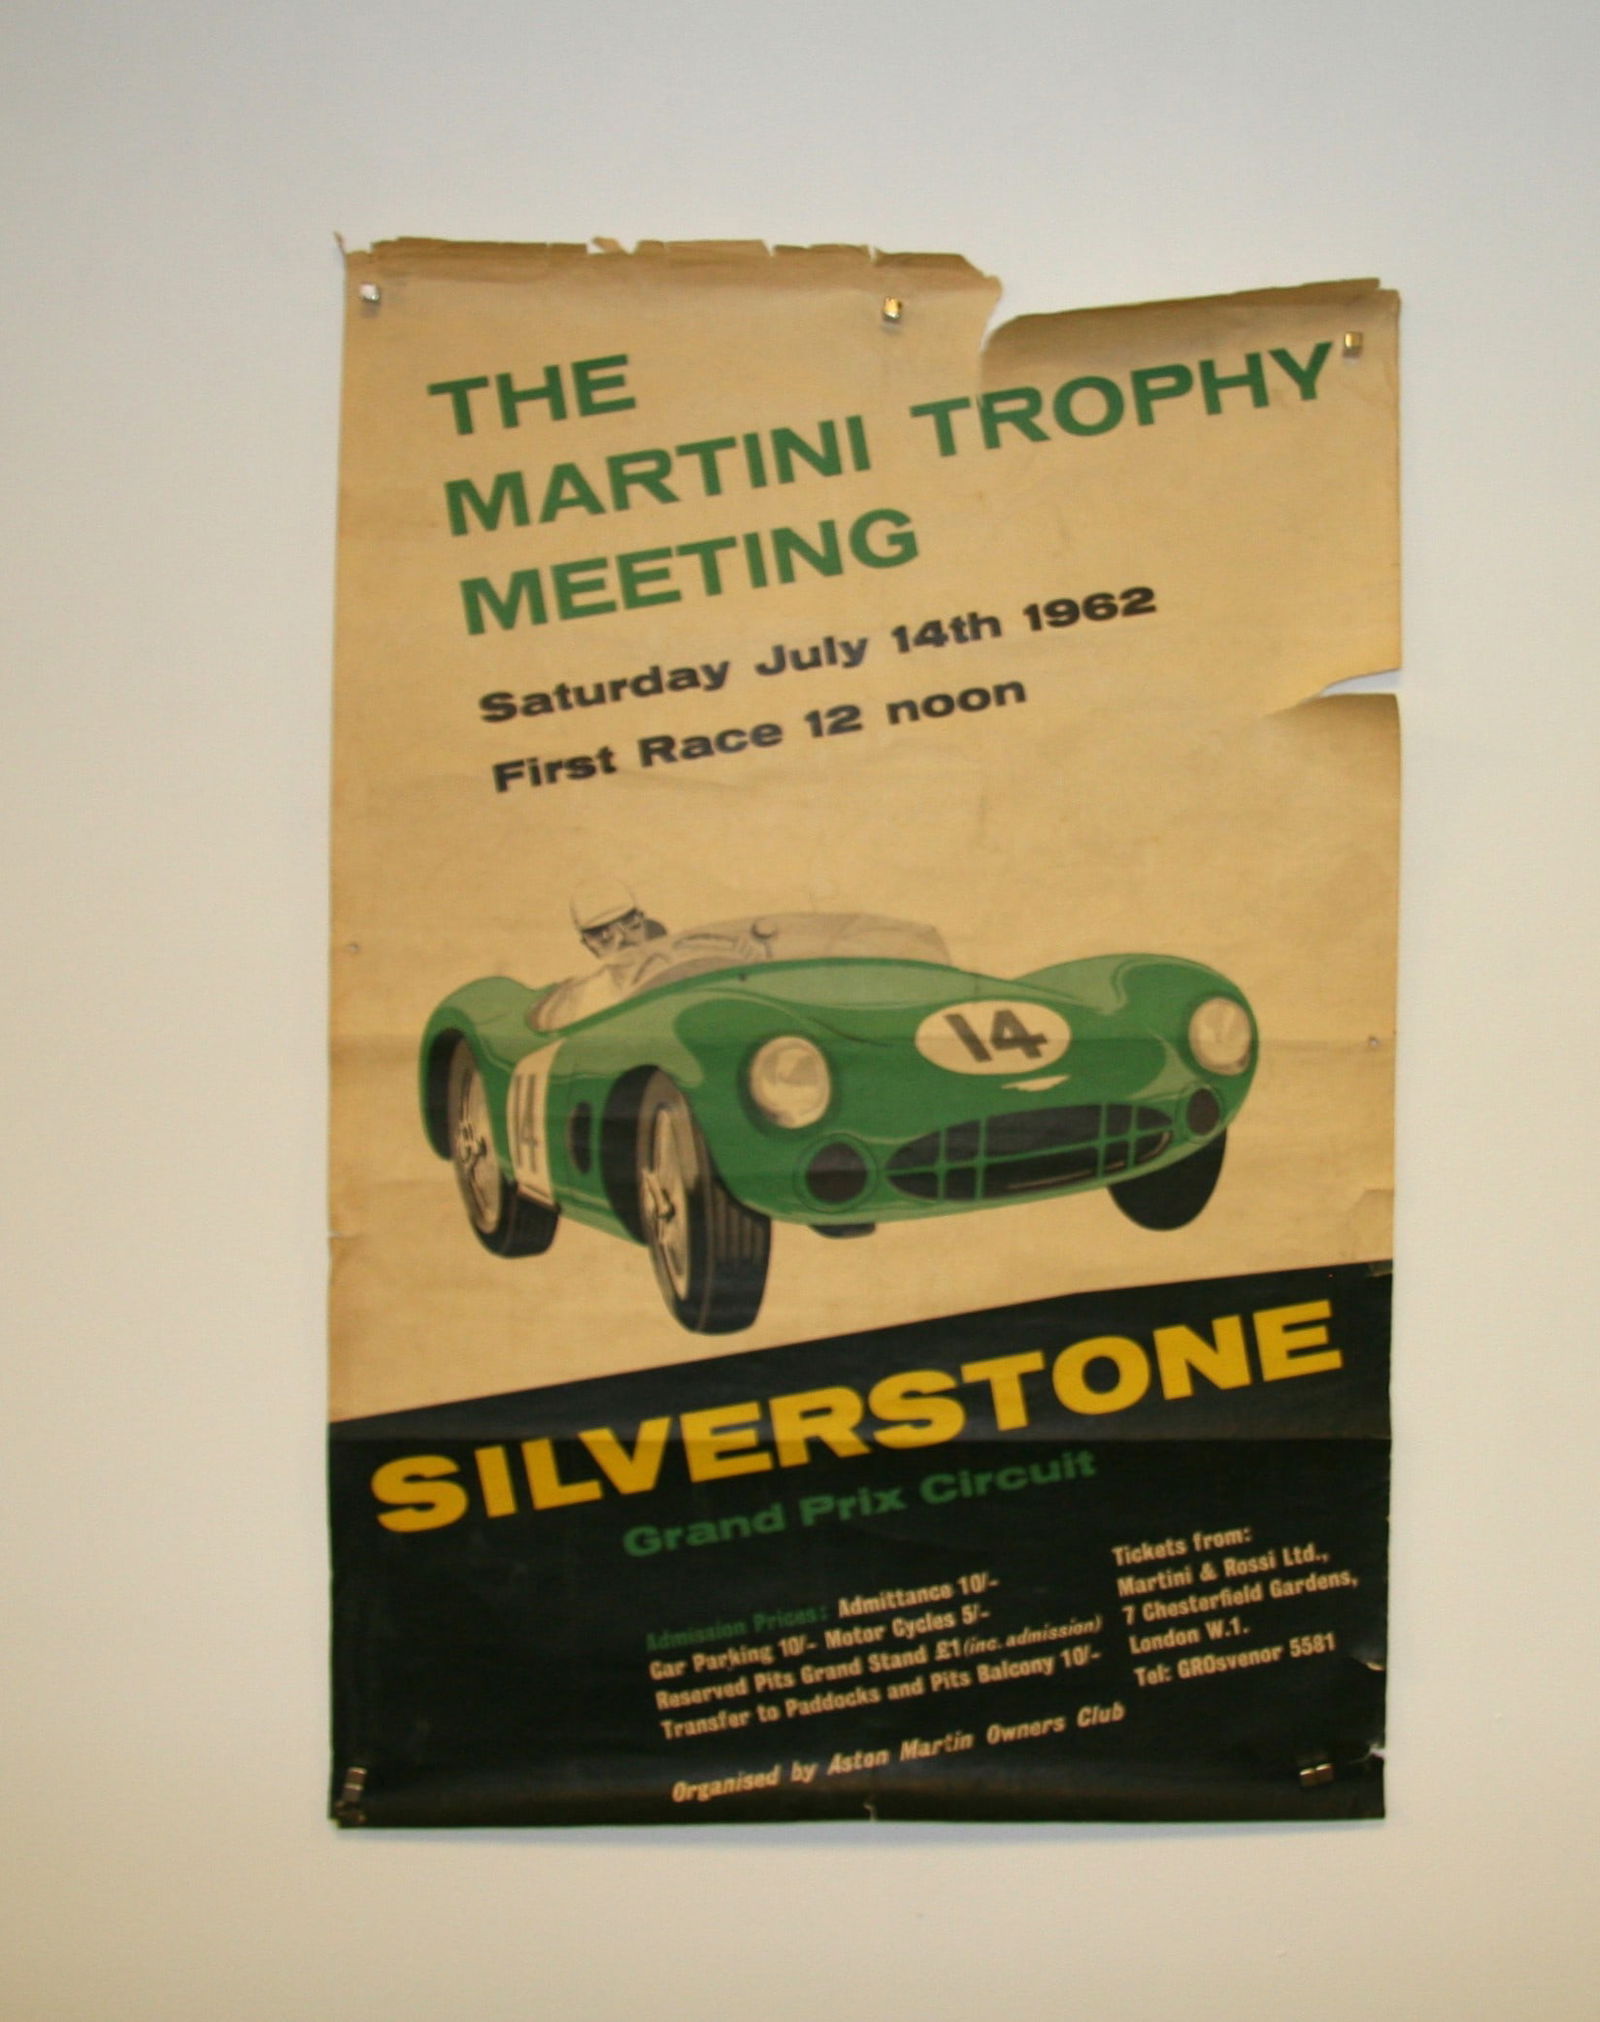 THE
MARTINI TROPHY
MEETING
Saturday July 14th 1962
First Race 12 noon
14
14
SILVERSTONE
Grand Prix Circuit
Admission Prices: Admittance 10/-
Car Parking 10/- Motor Cycles 5/-
Reserved Pits Grand Stand £1 (inc. admission)
Transfer to Paddocks and Pits Balcony 10/-
Tickets from:
Martini & Rossi Ltd.,
7 Chesterfield Gardens,
London W.1.
Tel: GROsvenor 5581
Organised by Aston Martin Owners Club